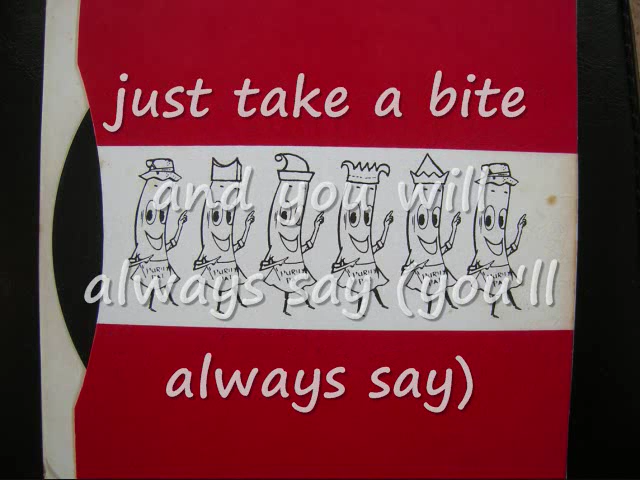 just take a bite
and you will
always say (you'll
always say)